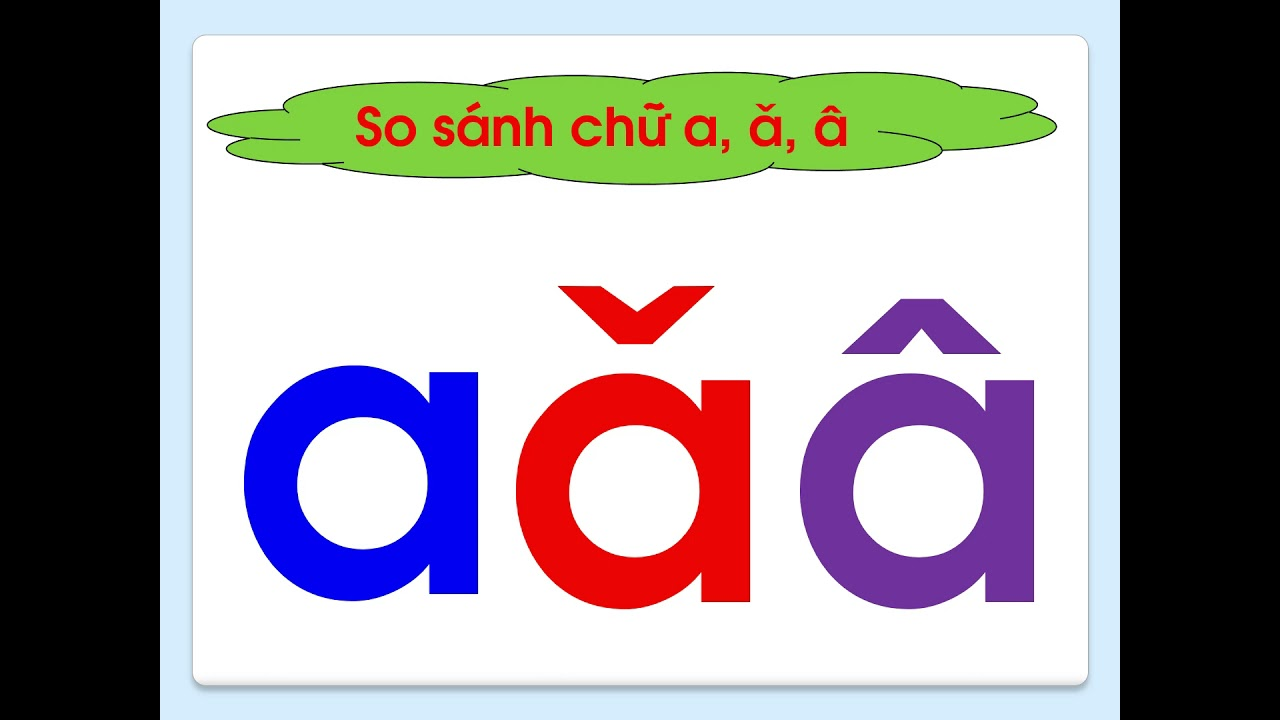 So sánh chữ a, ă, â
a ă â